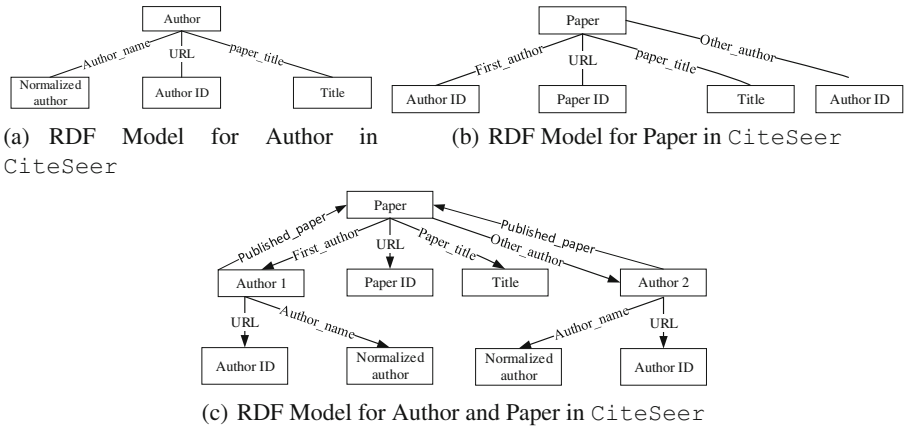 Author
Author_name
URL
paper_title
Normalized
author
Author ID
Title
(a) RDF Model for Author in
CiteSeer
Paper
First_author
URL
paper_title
Other_author
Author ID
Paper ID
Title
Author ID
(b) RDF Model for Paper in CiteSeer
Paper
Published_paper
First_author
URL
Paper_title
Other_author
Published_paper
Author 1
Paper ID
Title
Author 2
URL
Author_name
Author_name
URL
Author ID
Normalized
author
Normalized
author
Author ID
(c) RDF Model for Author and Paper in CiteSeer